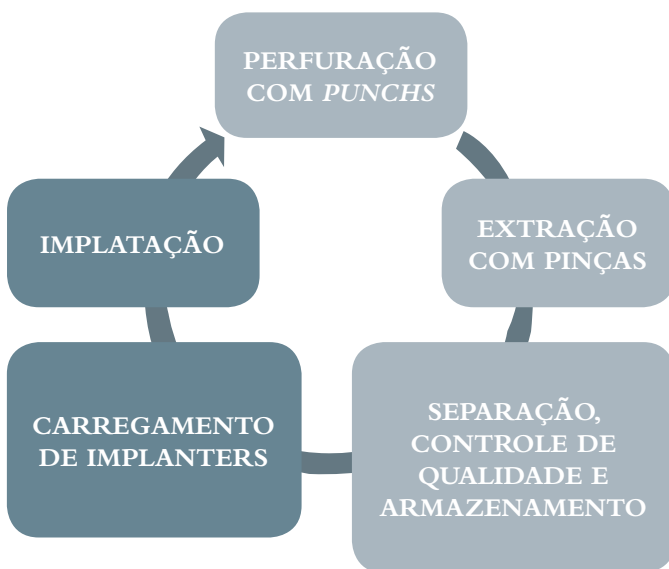 PERFURAÇÃO
COM PUNCHS
EXTRAÇÃO
COM PINÇAS
SEPARAÇÃO,
CONTROLE DE
QUALIDADE E
ARMAZENAMENTO
CARREGAMENTO
DE IMPLANTERS
IMPLATAÇÃO